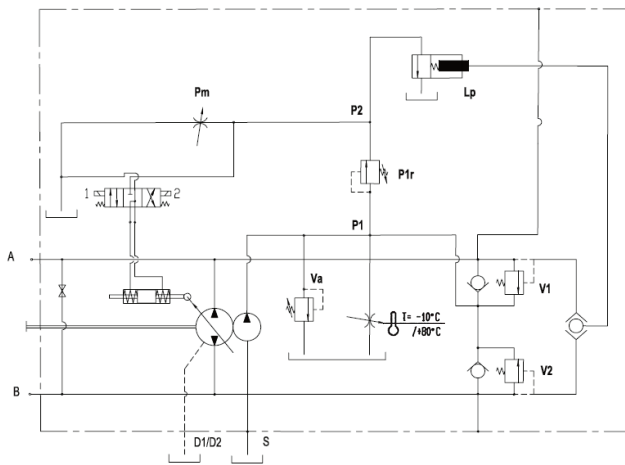 Lp
Pm
P2
P1r
1
2
P1
A
Va
V1
T= -10°C
/+80°C
V2
B
D1/D2
S